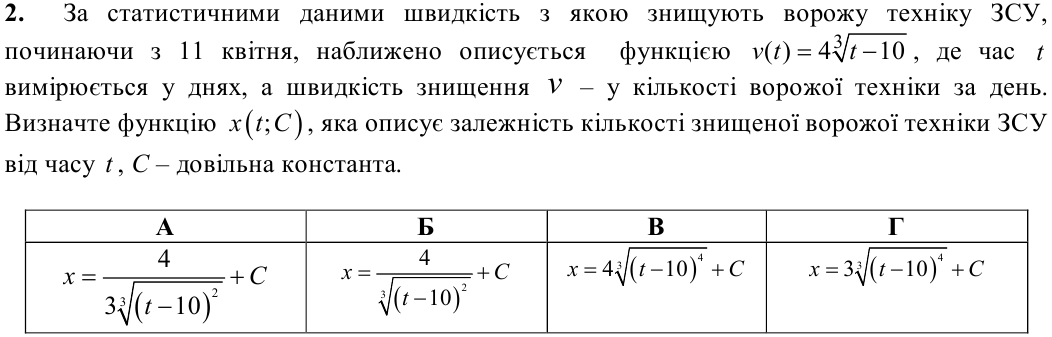 2. За статистичними даними швидкість з якою знищують ворожу техніку ЗСУ,
починаючи з 11 квітня, наближено описується функцією v(t) = 4∛(t − 10), де час t
вимірюється у днях, а швидкість знищення v – у кількості ворожої техніки за день.
Визначте функцію x(t;C), яка описує залежність кількості знищеної ворожої техніки ЗСУ
від часу t, C – довільна константа.
А Б В Г
x = 4/(3∛((t − 10)²)) + C x = 4/∛((t − 10)²) + C x = 4∛((t − 10)⁴) + C x = 3∛((t − 10)⁴) + C